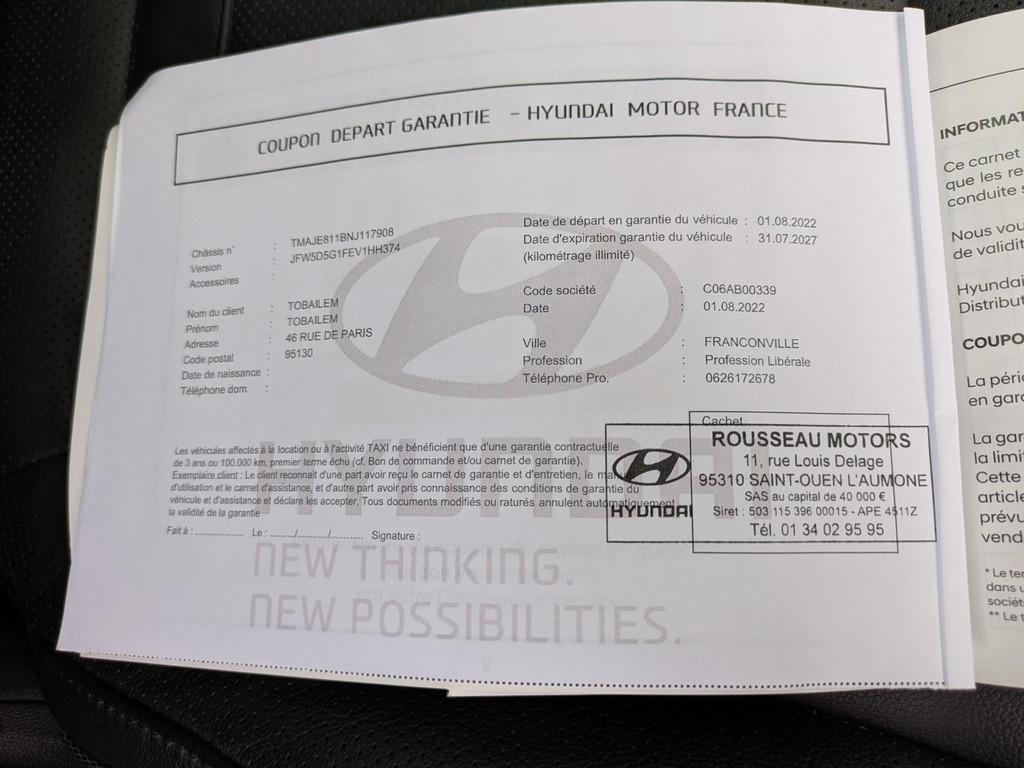 COUPON DEPART GARANTIE - HYUNDAI MOTOR FRANCE
Châssis n° : TMAJE811BNJ117908
Version : JFW5D5G1FEV1HH374
Accessoires :
Nom du client : TOBAILEM
Prénom : TOBAILEM
Adresse : 46 RUE DE PARIS
Code postal : 95130
Date de naissance :
Téléphone dom. :
Date de départ en garantie du véhicule : 01.08.2022
Date d'expiration garantie du véhicule : 31.07.2027
(kilométrage illimité)
Code société : C06AB00339
Date : 01.08.2022
Ville : FRANCONVILLE
Profession : Profession Libérale
Téléphone Pro. : 0626172678
Les véhicules affectés à la location ou à l'activité TAXI ne bénéficient que d'une garantie contractuelle
de 3 ans ou 100.000 km, premier terme échu (cf. Bon de commande et/ou carnet de garantie).
Exemplaire client : Le client reconnait d'une part avoir reçu le carnet de garantie et d'entretien, le
d'utilisation et le carnet d'assistance, et d'autre part avoir pris connaissance des conditions de garantie du
véhicule et d'assistance et déclare les accepter. Tous documents modifiés ou raturés annulent automatiquement
la validité de la garantie
Fait à : .................. Le : ......../.........../.......... Signature :
Cachet
HYUNDAI
ROUSSEAU MOTORS
11, rue Louis Delage
95310 SAINT-OUEN L'AUMONE
SAS au capital de 40 000 €
Siret : 503 115 396 00015 - APE 4511Z
Tél. 01 34 02 95 95
HYUNDAI
NEW THINKING.
NEW POSSIBILITIES.
2
INFORMAT
Ce carnet
que les re
conduite s
Nous vou
de validit
Hyundai
Distribut
COUPO
La péri
en gara
La gar
la limi
Cette
article
prévu
vend
* Le ter
dans u
sociét
** Le t